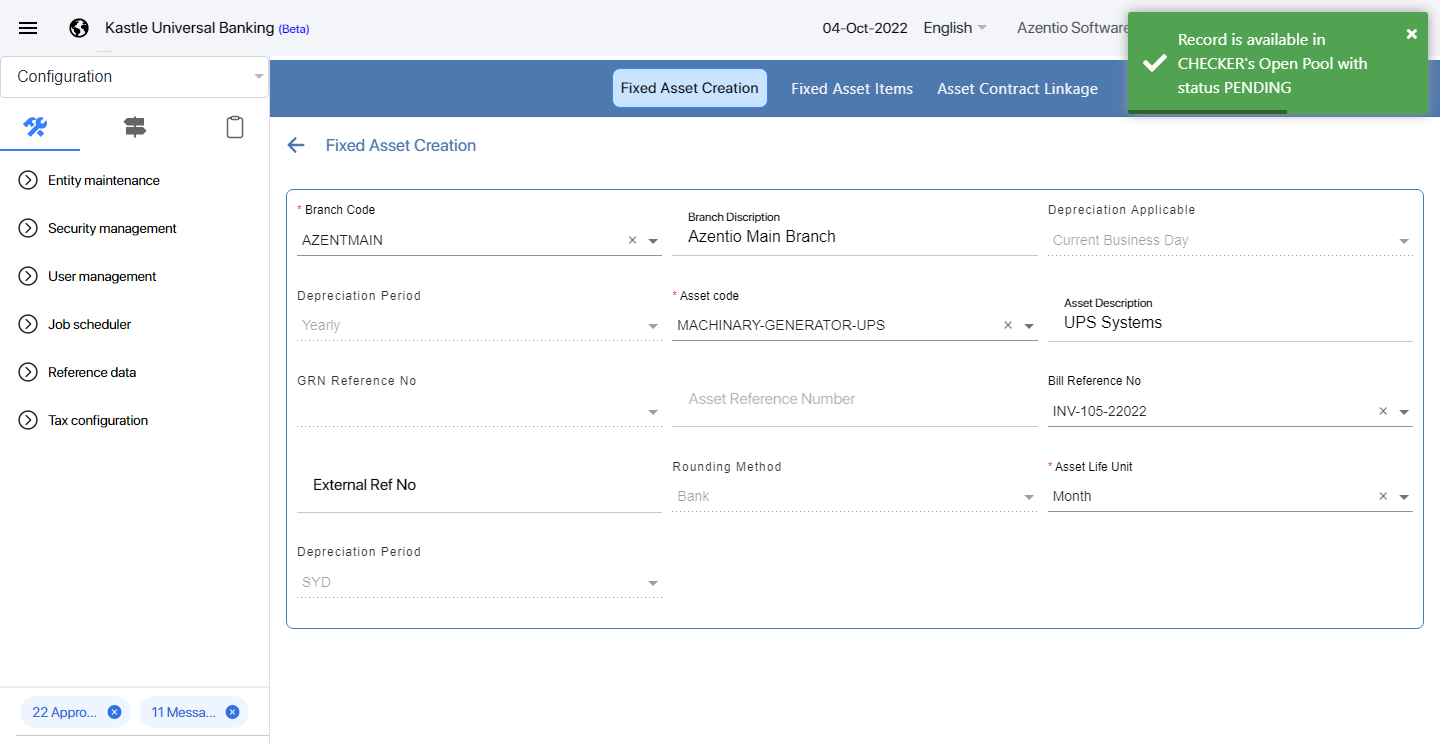 Kastle Universal Banking (Beta)
04-Oct-2022
English
Azentio Software
Record is available in
CHECKER's Open Pool with
status PENDING
Configuration
Fixed Asset Creation
Fixed Asset Items
Asset Contract Linkage
Entity maintenance
Security management
User management
Job scheduler
Reference data
Tax configuration
22 Appro...
11 Messa...
Fixed Asset Creation
* Branch Code
AZENTMAIN
Branch Discription
Azentio Main Branch
Depreciation Applicable
Current Business Day
Depreciation Period
Yearly
* Asset code
MACHINARY-GENERATOR-UPS
Asset Description
UPS Systems
GRN Reference No
Asset Reference Number
Bill Reference No
INV-105-22022
External Ref No
Rounding Method
Bank
* Asset Life Unit
Month
Depreciation Period
SYD